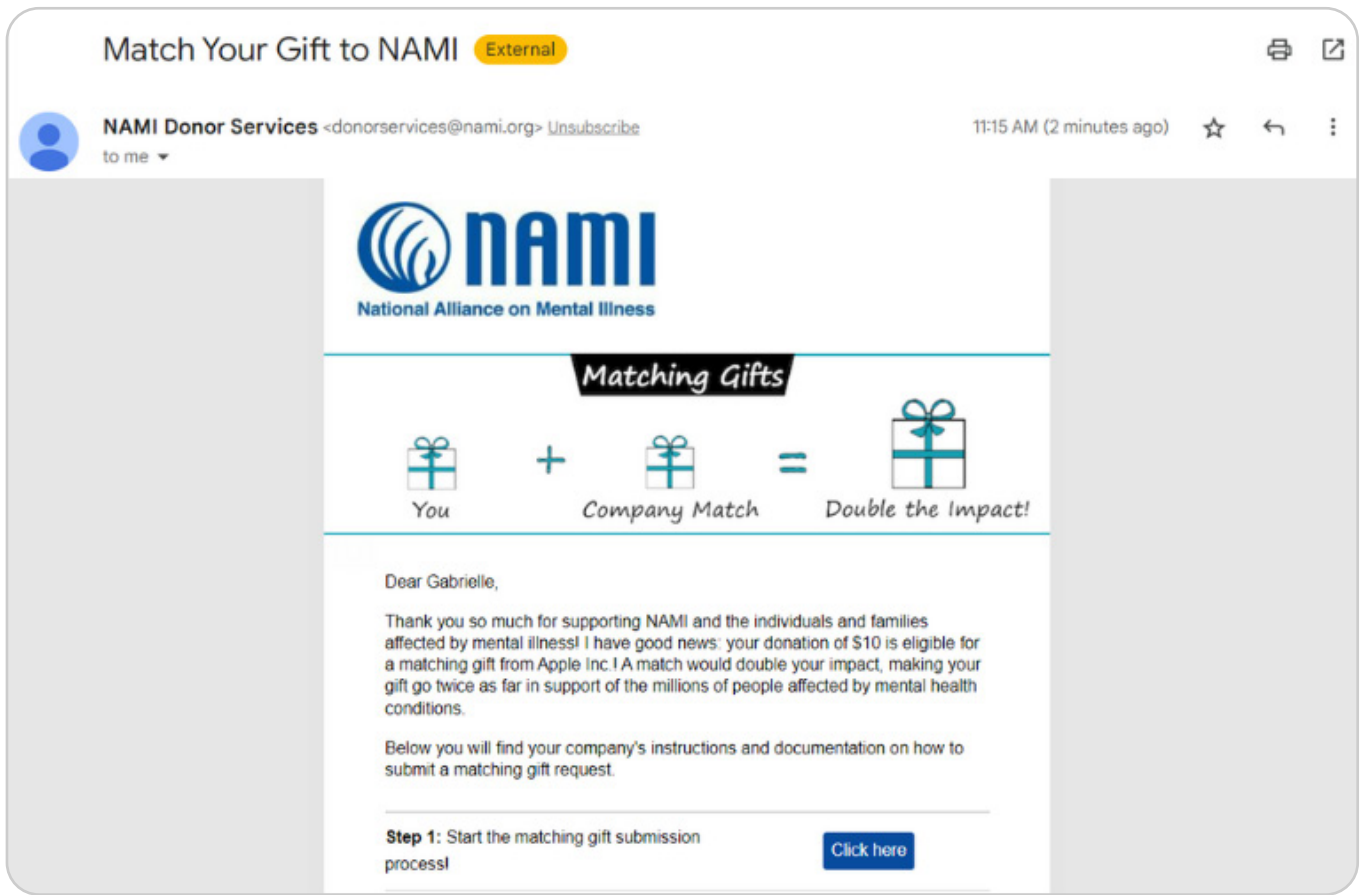 Match Your Gift to NAMI External
NAMI Donor Services <donorservices@nami.org> Unsubscribe 11:15 AM (2 minutes ago)
to me
nami
National Alliance on Mental Illness
Matching Gifts
+ =
You Company Match Double the Impact!
Dear Gabrielle,
Thank you so much for supporting NAMI and the individuals and families
affected by mental illness! I have good news: your donation of $10 is eligible for
a matching gift from Apple Inc.! A match would double your impact, making your
gift go twice as far in support of the millions of people affected by mental health
conditions.
Below you will find your company's instructions and documentation on how to
submit a matching gift request.
Step 1: Start the matching gift submission
process!
Click here